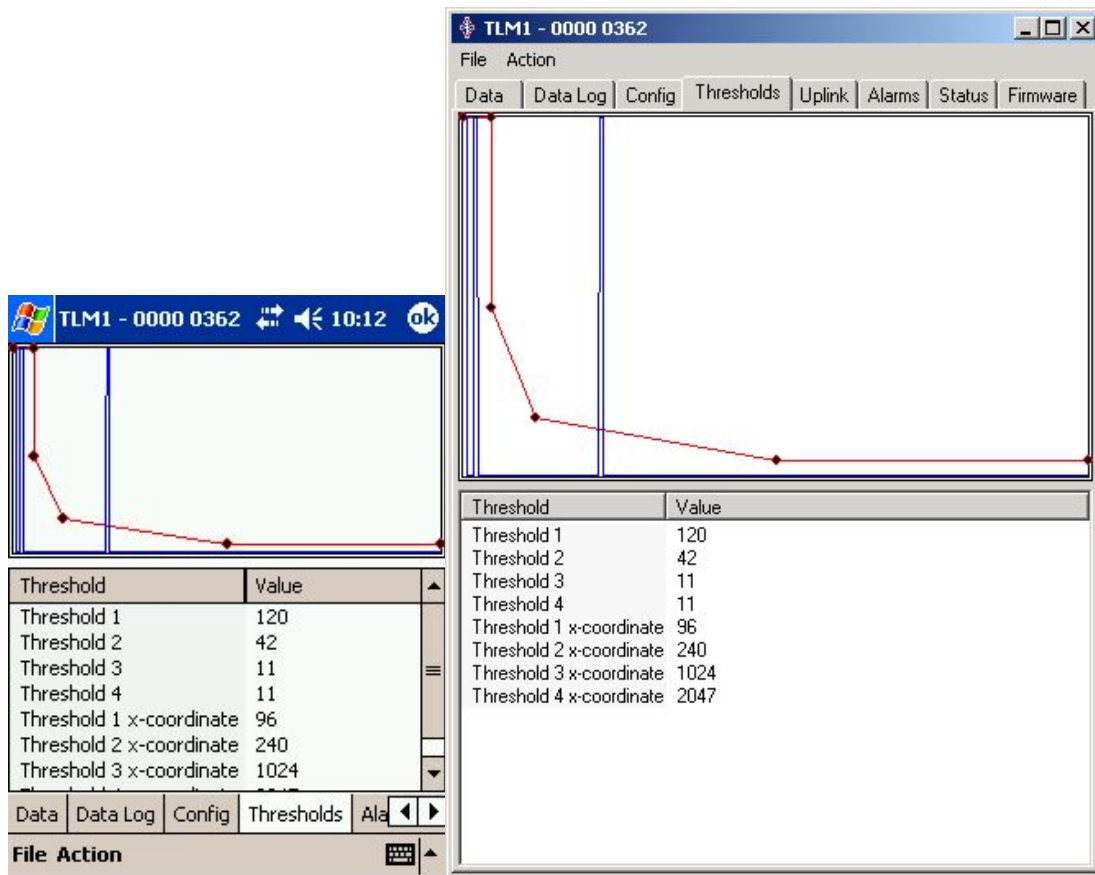 TLM1 - 0000 0362 10:12 ok
Threshold Value
Threshold 1 120
Threshold 2 42
Threshold 3 11
Threshold 4 11
Threshold 1 x-coordinate 96
Threshold 2 x-coordinate 240
Threshold 3 x-coordinate 1024
Data Data Log Config Thresholds Ala
File Action
TLM1 - 0000 0362
File Action
Data Data Log Config Thresholds Uplink Alarms Status Firmware
Threshold Value
Threshold 1 120
Threshold 2 42
Threshold 3 11
Threshold 4 11
Threshold 1 x-coordinate 96
Threshold 2 x-coordinate 240
Threshold 3 x-coordinate 1024
Threshold 4 x-coordinate 2047